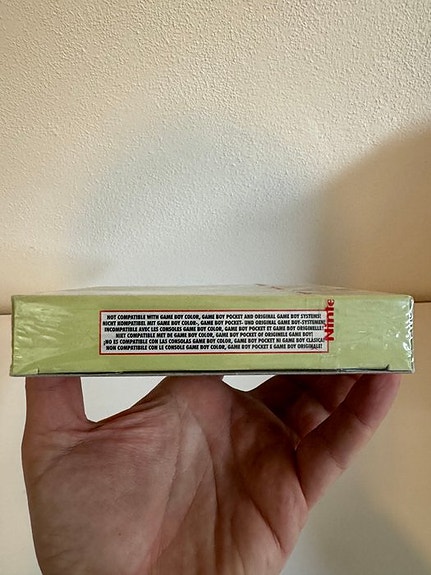 NOT COMPATIBLE WITH GAME BOY COLOR, GAME BOY POCKET AND ORIGINAL GAME BOY SYSTEMS!
NICHT KOMPATIBEL MIT GAME BOY COLOR-, GAME BOY POCKET- UND ORIGINAL GAME BOY-SYSTEMEN!
INCOMPATIBLE AVEC LES CONSOLES GAME BOY COLOR, GAME BOY POCKET ET GAME BOY ORIGINELLE!
NIET COMPATIBLE MET DE GAME BOY COLOR, GAME BOY POCKET OF ORIGINELE GAME BOY!
¡NO ES COMPATIBLE CON LAS CONSOLAS GAME BOY COLOR, GAME BOY POCKET NI GAME BOY CLÁSICA!
NON COMPATIBILE CON LE CONSOLE GAME BOY COLOR, GAME BOY POCKET E GAME BOY ORIGINALE!
Ninte